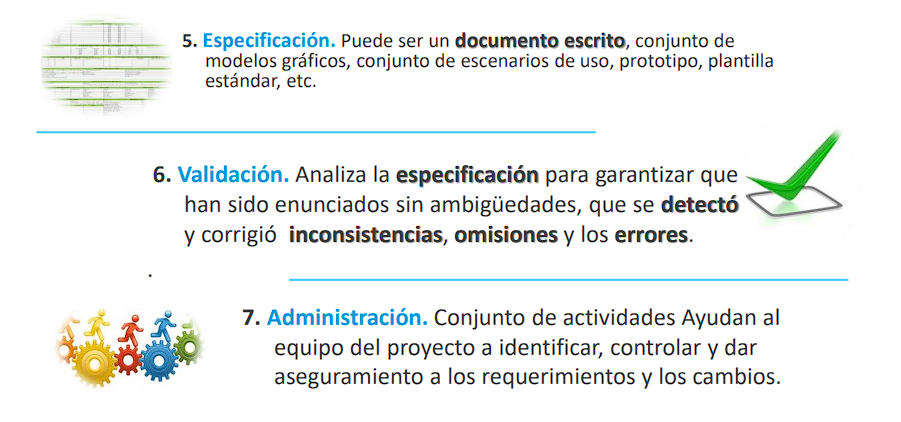 5. Especificación. Puede ser un documento escrito, conjunto de
modelos gráficos, conjunto de escenarios de uso, prototipo, plantilla
estándar, etc.
6. Validación. Analiza la especificación para garantizar que
han sido enunciados sin ambigüedades, que se detectó
y corrigió inconsistencias, omisiones y los errores.
.
7. Administración. Conjunto de actividades Ayudan al
equipo del proyecto a identificar, controlar y dar
aseguramiento a los requerimientos y los cambios.